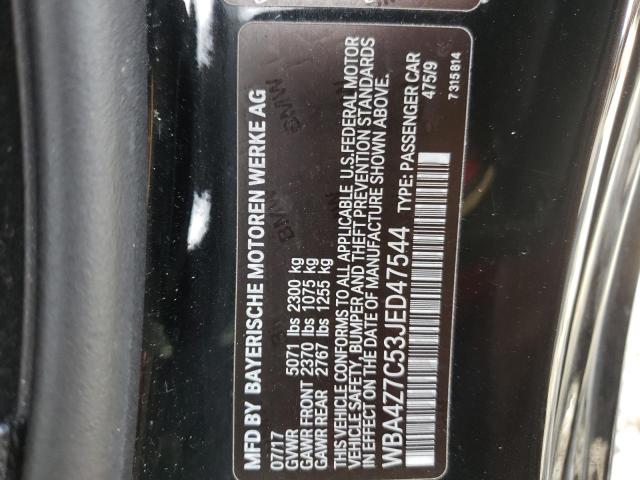 MFD BY BAYERISCHE MOTOREN WERKE AG
07/17
GVWR 5071 lbs 2300 kg
GAWR FRONT 2370 lbs 1075 kg
GAWR REAR 2767 lbs 1255 kg
THIS VEHICLE CONFORMS TO ALL APPLICABLE U.S.FEDERAL MOTOR
VEHICLE SAFETY, BUMPER AND THEFT PREVENTION STANDARDS
IN EFFECT ON THE DATE OF MANUFACTURE SHOWN ABOVE.
WBA4Z7C53JED47544 TYPE: PASSENGER CAR
475/9
7 315 814
BMW
BMW